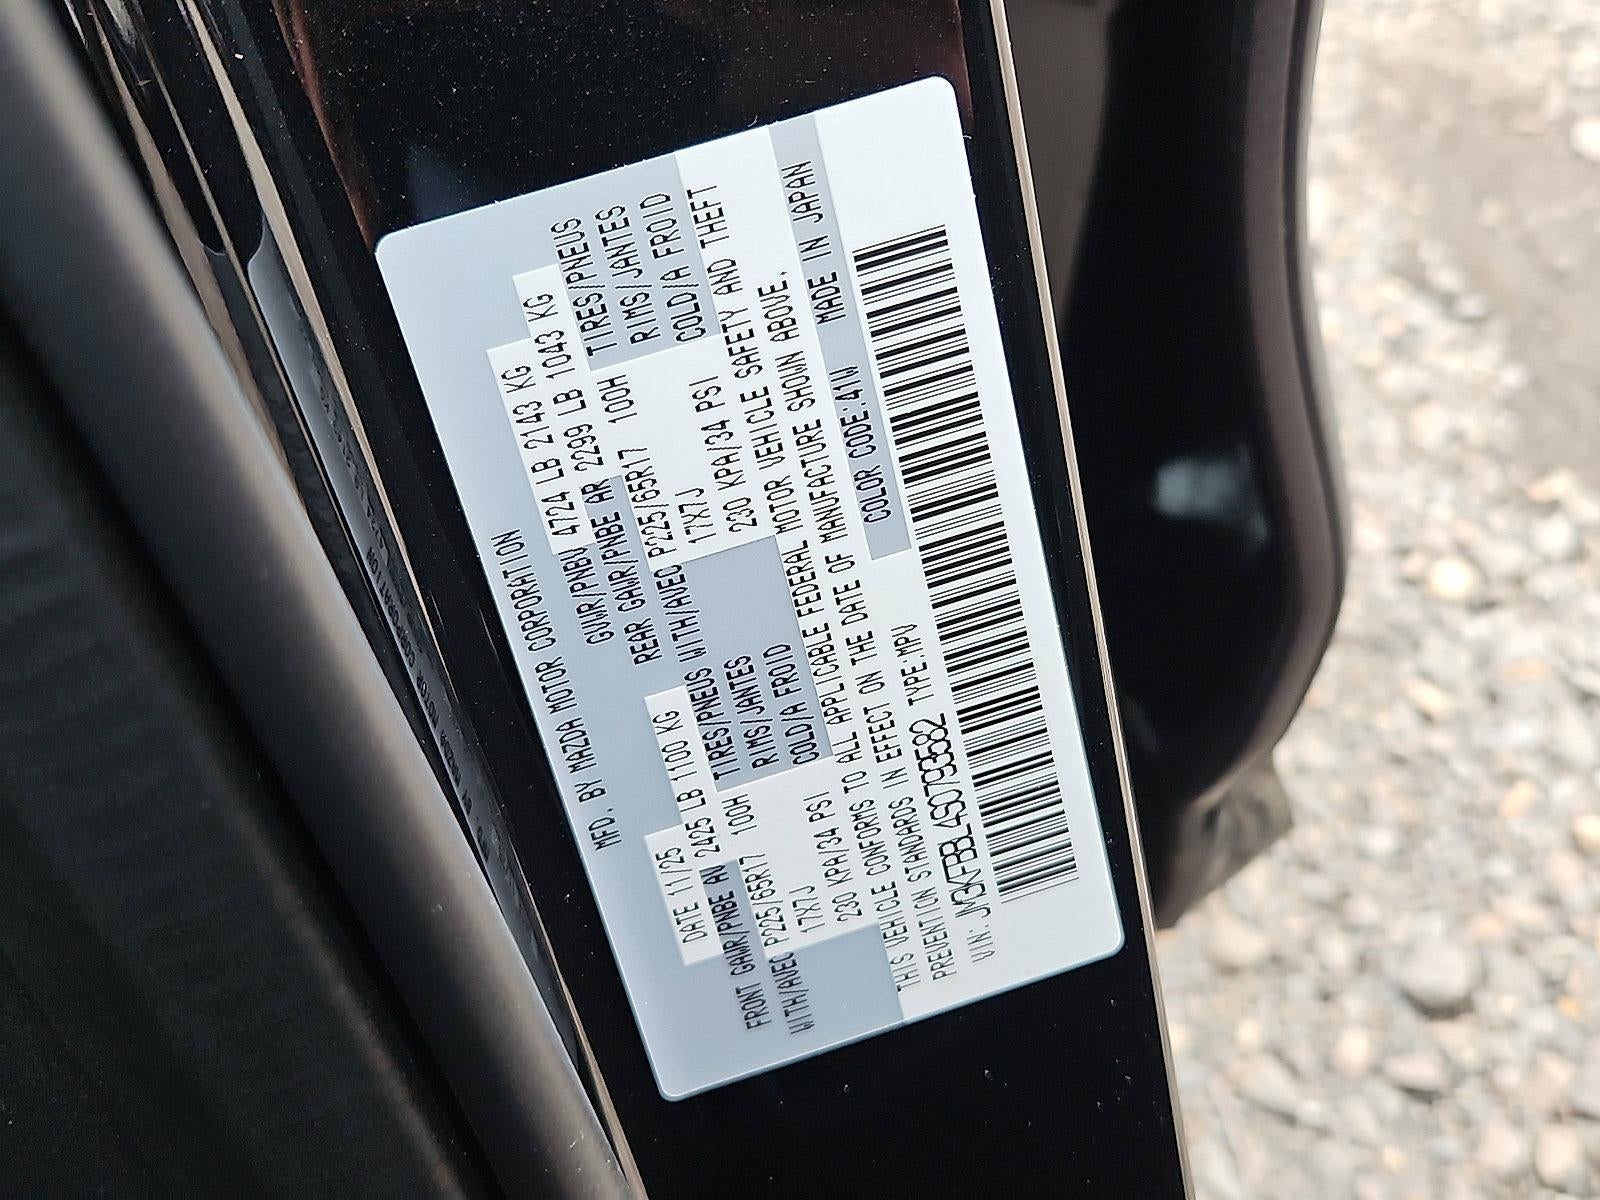 MFD. BY MAZDA MOTOR CORPORATION
DATE 11/25 GVWR/PNBV 4724 LB 2143 KG
FRONT GAWR/PNBE AV 2425 LB 1100 KG REAR GAWR/PNBE AR 2299 LB 1043 KG
WITH/AVEC P225/65R17 100H TIRES/PNEUS WITH/AVEC P225/65R17 100H TIRES/PNEUS
17X7J RIMS/JANTES 17X7J RIMS/JANTES
230 KPA/34 PSI COLD/A FROID 230 KPA/34 PSI COLD/A FROID
THIS VEHICLE CONFORMS TO ALL APPLICABLE FEDERAL MOTOR VEHICLE SAFETY AND THEFT
PREVENTION STANDARDS IN EFFECT ON THE DATE OF MANUFACTURE SHOWN ABOVE.
VIN: JM3KFBBL4S0793582 TYPE:MPV COLOR CODE:41W MADE IN JAPAN